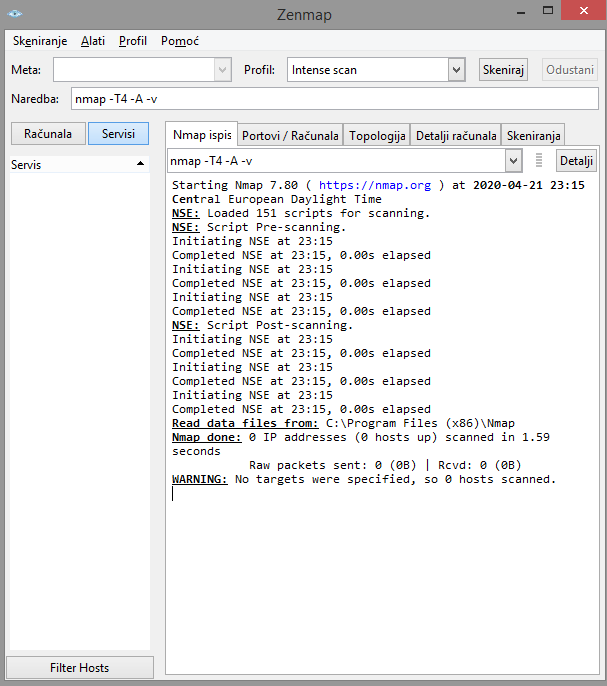 Zenmap
Skeniranje Alati Profil Pomoć
Meta: Profil: Intense scan Skeniraj Odustani
Naredba: nmap -T4 -A -v
Računala Servisi
Nmap ispis Portovi / Računala Topologija Detalji računala Skeniranja
Servis
nmap -T4 -A -v Detalji
Starting Nmap 7.80 ( https://nmap.org ) at 2020-04-21 23:15
Central European Daylight Time
NSE: Loaded 151 scripts for scanning.
NSE: Script Pre-scanning.
Initiating NSE at 23:15
Completed NSE at 23:15, 0.00s elapsed
Initiating NSE at 23:15
Completed NSE at 23:15, 0.00s elapsed
Initiating NSE at 23:15
Completed NSE at 23:15, 0.00s elapsed
NSE: Script Post-scanning.
Initiating NSE at 23:15
Completed NSE at 23:15, 0.00s elapsed
Initiating NSE at 23:15
Completed NSE at 23:15, 0.00s elapsed
Initiating NSE at 23:15
Completed NSE at 23:15, 0.00s elapsed
Read data files from: C:\Program Files (x86)\Nmap
Nmap done: 0 IP addresses (0 hosts up) scanned in 1.59
seconds
Raw packets sent: 0 (0B) | Rcvd: 0 (0B)
WARNING: No targets were specified, so 0 hosts scanned.
Filter Hosts